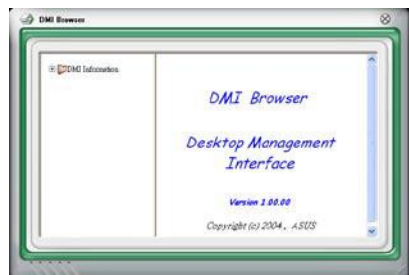 DMI Browser
DMI Information
DMI Browser
Desktop Management
Interface
Version 1.00.00
Copyright (c) 2004, ASUS